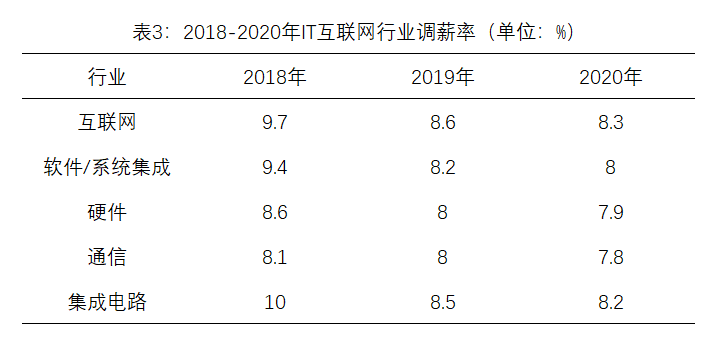 表3：2018-2020年IT互联网行业调薪率（单位：%）
行业 2018年 2019年 2020年
互联网 9.7 8.6 8.3
软件/系统集成 9.4 8.2 8
硬件 8.6 8 7.9
通信 8.1 8 7.8
集成电路 10 8.5 8.2